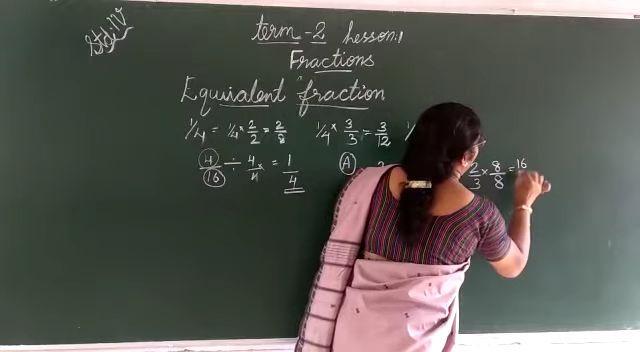 Std: IV
term - 2 Lesson:1
Fractions
Equivalent fraction
1/4 = 1/4 × 2/2 = 2/8 1/4 × 3/3 = 3/12
4/16 ÷ 4/4 × = 1/4 (A) 2/3 × 8/8 = 16